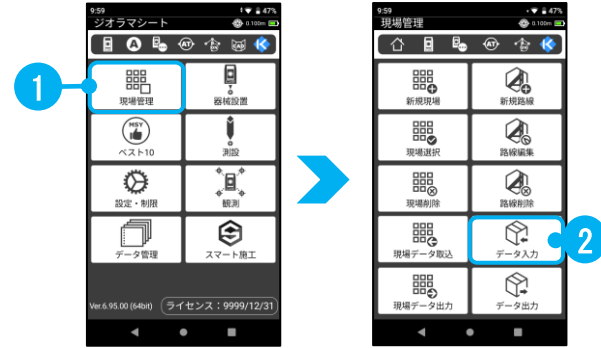 9:59
47%
ジオラマシート
0.100m
A
AT
CAD
1
現場管理
器械設置
MSY
ベスト10
測設
設定・制限
観測
データ管理
スマート施工
Ver.6.95.00 (64bit)
ライセンス：9999/12/31
9:59
47%
現場管理
0.100m
AT
新規現場
新規路線
現場選択
路線編集
現場削除
路線削除
現場データ取込
データ入力
2
現場データ出力
データ出力